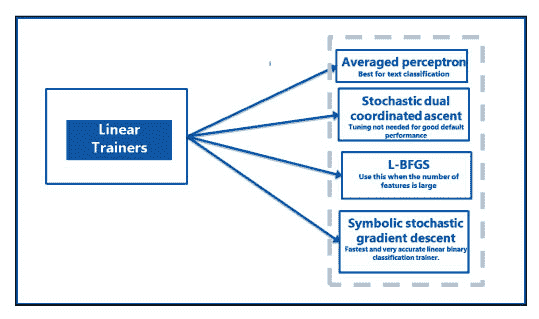 Linear
Trainers
Averaged perceptron
Best for text classification
Stochastic dual
coordinated ascent
Tuning not needed for good default
performance
L-BFGS
Use this when the number of
features is large
Symbolic stochastic
gradient descent
Fastest and very accurate linear binary
classification trainer.